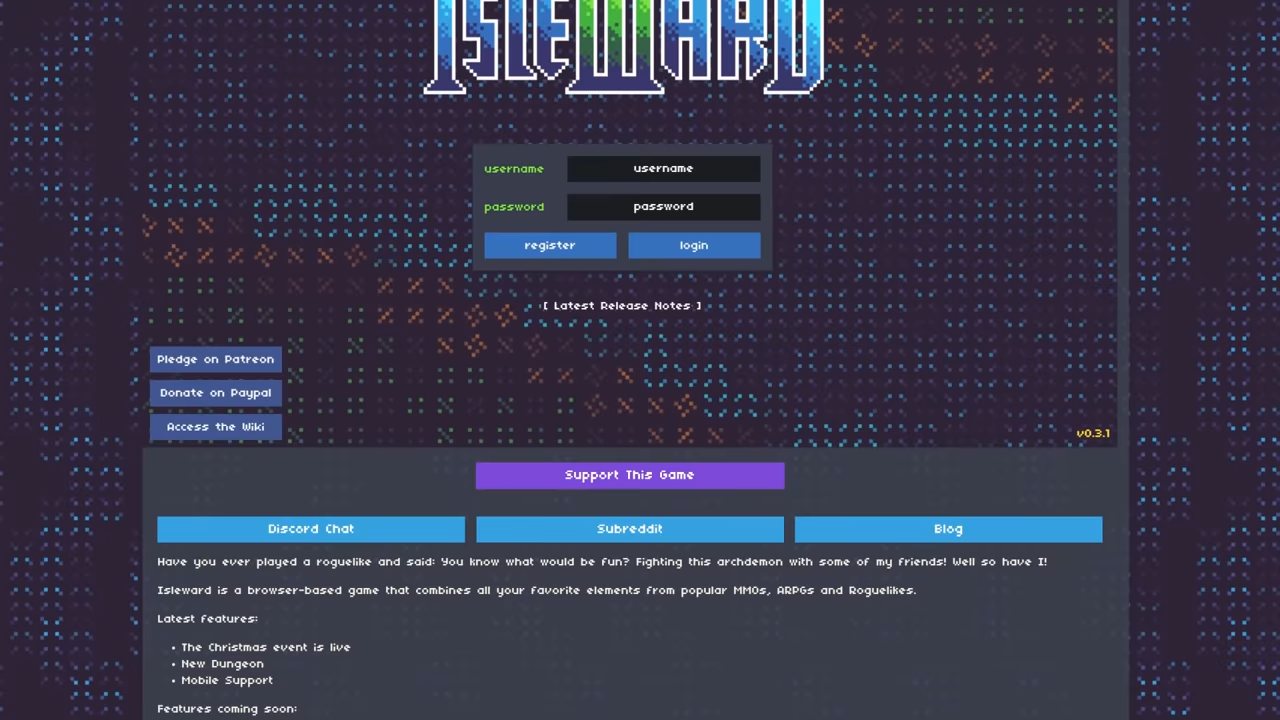 ISLEWARD
username username
password password
register login
[ Latest Release Notes ]
Pledge on Patreon
Donate on Paypal
Access the Wiki
v0.3.1
Support This Game
Discord Chat Subreddit Blog
Have you ever played a roguelike and said: You know what would be fun? Fighting this archdemon with some of my friends! Well so have I!
Isleward is a browser-based game that combines all your favorite elements from popular MMOs, ARPGs and Roguelikes.
Latest features:
• The Christmas event is live
• New Dungeon
• Mobile Support
Features coming soon: